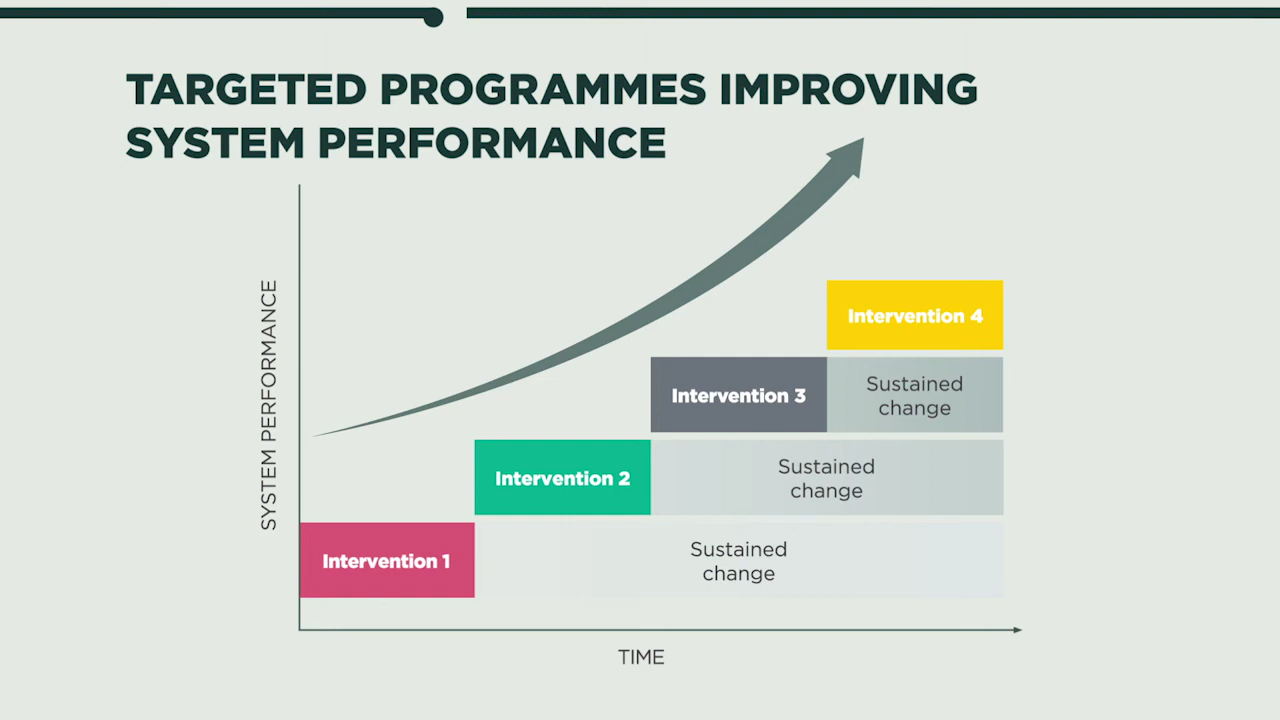 TARGETED PROGRAMMES IMPROVING
SYSTEM PERFORMANCE
SYSTEM PERFORMANCE
Intervention 4
Intervention 3
Sustained
change
Intervention 2
Sustained
change
Intervention 1
Sustained
change
TIME